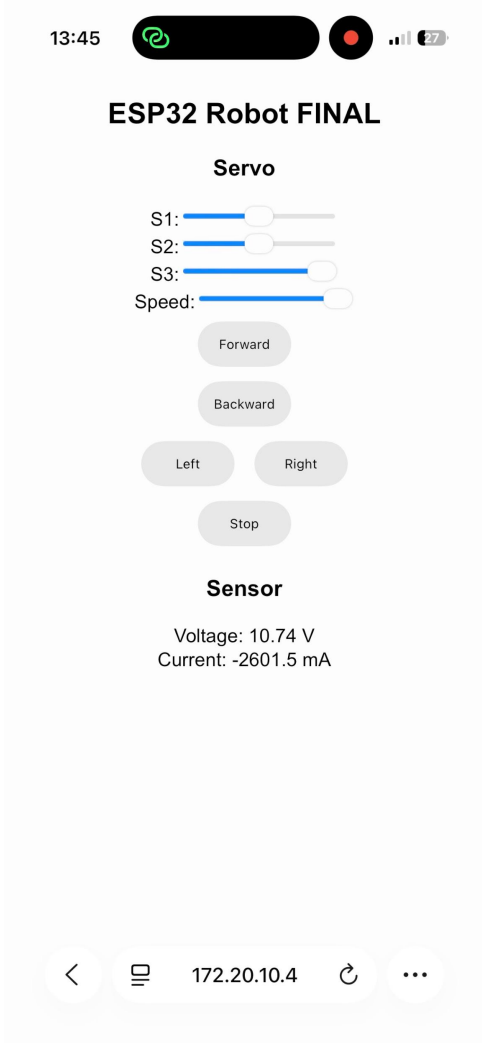 13:45
27
ESP32 Robot FINAL
Servo
S1:
S2:
S3:
Speed:
Forward
Backward
Left Right
Stop
Sensor
Voltage: 10.74 V
Current: -2601.5 mA
172.20.10.4